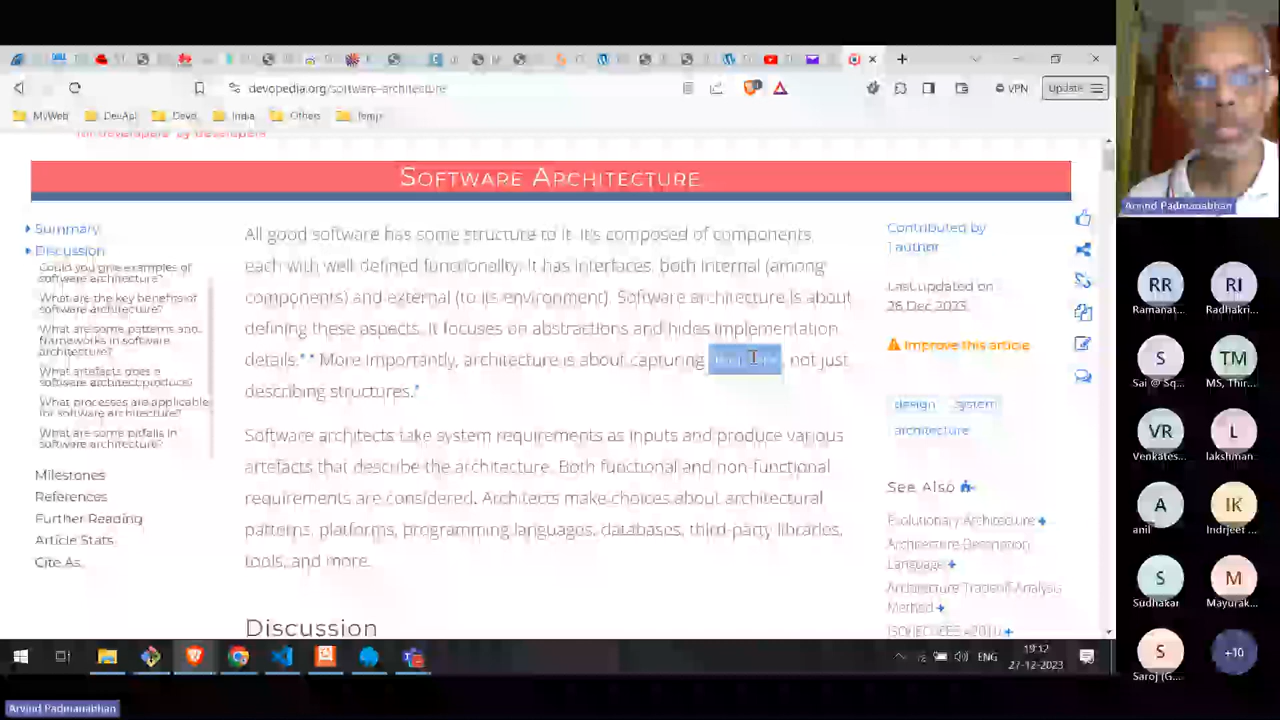 devopedia.org/software-architecture
VPN
Update
MyWeb
DevApl
Devo
India
Others
Temp
for developers by developers
Software Architecture
Summary
Discussion
Could you give examples of
software architecture?
What are the key benefits of
software architecture?
What are some patterns and
frameworks in software
architecture?
What artefacts does a
software architect produce?
What processes are applicable
for software architecture?
What are some pitfalls in
software architecture?
Milestones
References
Further Reading
Article Stats
Cite As
All good software has some structure to it. It's composed of components,
each with well-defined functionality. It has interfaces, both internal (among
components) and external (to its environment). Software architecture is about
defining these aspects. It focuses on abstractions and hides implementation
details. More importantly, architecture is about capturing , not just
describing structures.
Software architects take system requirements as inputs and produce various
artefacts that describe the architecture. Both functional and non-functional
requirements are considered. Architects make choices about architectural
patterns, platforms, programming languages, databases, third-party libraries,
tools, and more.
Discussion
Contributed by
1 author
Last updated on
26 Dec 2023
Improve this article
design system
architecture
See Also
Evolutionary Architecture
Architecture Description
Language
Architecture Tradeoff Analysis
Method
ENG
19:12
27-12-2023
Arvind Padmanabhan
RR
Ramanat...
RI
Radhakri...
S
Sai @ Sq...
TM
MS, Thir...
VR
Venkates...
L
lakshman...
A
anil
IK
Indrjeet ...
S
Sudhakar
M
Mayurak...
S
Saroj (G...
+10
Arvind Padmanabhan